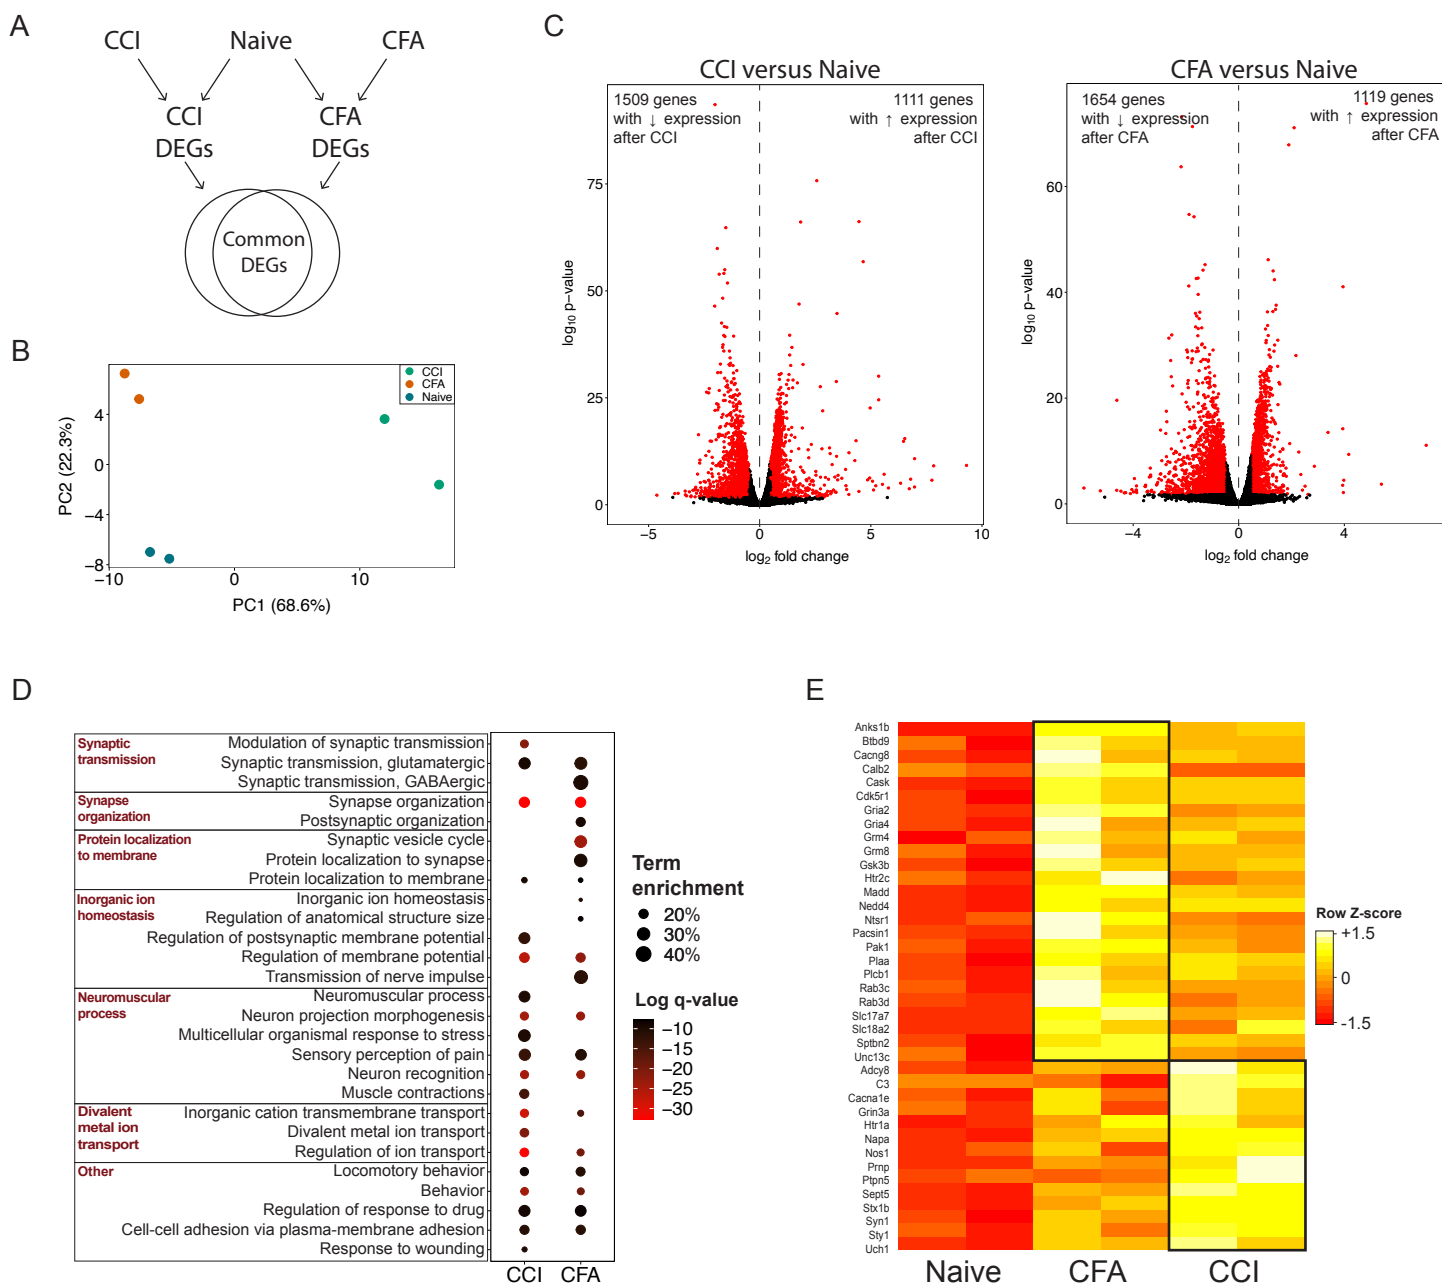 A
CCI
Naive
CFA
CCI
DEGs
CFA
DEGs
Common
DEGs
B
CCI
CFA
Naive
4
0
−4
−8
−10
0
10
PC2 (22.3%)
PC1 (68.6%)
C
CCI versus Naive
1509 genes
with ↓ expression
after CCI
1111 genes
with ↑ expression
after CCI
75
50
25
0
−5
0
5
10
log10 p−value
log2 fold change
CFA versus Naive
1654 genes
with ↓ expression
after CFA
1119 genes
with ↑ expression
after CFA
60
40
20
0
−4
0
4
log10 p−value
log2 fold change
D
Synaptic
transmission
Modulation of synaptic transmission
Synaptic transmission, glutamatergic
Synaptic transmission, GABAergic
Synapse
organization
Synapse organization
Postsynaptic organization
Protein localization
to membrane
Synaptic vesicle cycle
Protein localization to synapse
Protein localization to membrane
Inorganic ion
homeostasis
Inorganic ion homeostasis
Regulation of anatomical structure size
Regulation of postsynaptic membrane potential
Regulation of membrane potential
Transmission of nerve impulse
Neuromuscular
process
Neuromuscular process
Neuron projection morphogenesis
Multicellular organismal response to stress
Sensory perception of pain
Neuron recognition
Muscle contractions
Divalent
metal ion
transport
Inorganic cation transmembrane transport
Divalent metal ion transport
Regulation of ion transport
Other
Locomotory behavior
Behavior
Regulation of response to drug
Cell-cell adhesion via plasma-membrane adhesion
Response to wounding
CCI
CFA
Term
enrichment
20%
30%
40%
Log q-value
−10
−15
−20
−25
−30
E
Anks1b
Btbd9
Cacng8
Calb2
Cask
Cdk5r1
Gria2
Gria4
Grm4
Grm8
Gsk3b
Htr2c
Madd
Nedd4
Ntsr1
Pacsin1
Pak1
Plaa
Plcb1
Rab3c
Rab3d
Slc17a7
Slc18a2
Sptbn2
Unc13c
Adcy8
C3
Cacna1e
Grin3a
Htr1a
Napa
Nos1
Prnp
Ptpn5
Sept5
Stx1b
Syn1
Sty1
Uch1
Naive
CFA
CCI
Row Z-score
+1.5
0
-1.5